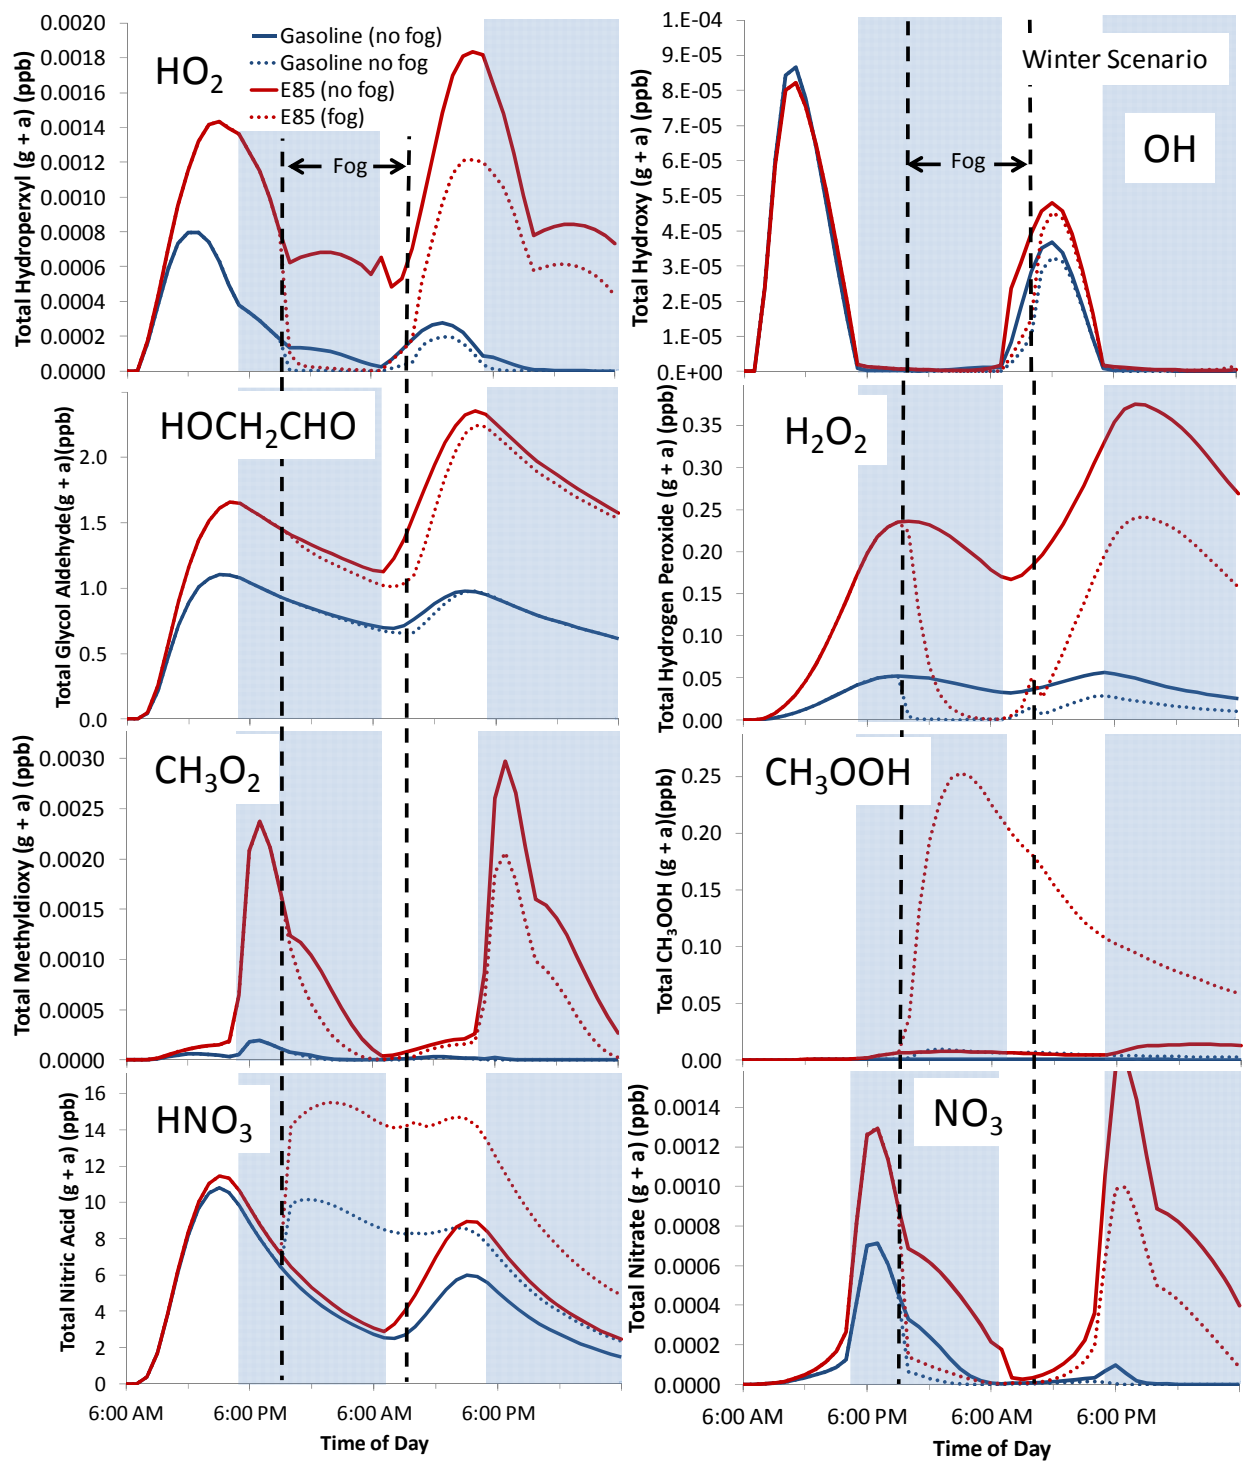 Total Hydroperxyl (g + a) (ppb)
0.0020
0.0018
0.0016
0.0014
0.0012
0.0010
0.0008
0.0006
0.0004
0.0002
0.0000
HO2
Gasoline (no fog)
Gasoline no fog
E85 (no fog)
E85 (fog)
Fog
Total Hydroxy (g + a) (ppb)
1.E-04
9.E-05
8.E-05
7.E-05
6.E-05
5.E-05
4.E-05
3.E-05
2.E-05
1.E-05
0.E+00
Winter Scenario
OH
Fog
Total Glycol Aldehyde(g + a)(ppb)
2.0
1.5
1.0
0.5
0.0
HOCH2CHO
Total Hydrogen Peroxide (g + a) (ppb)
0.35
0.30
0.25
0.20
0.15
0.10
0.05
0.00
H2O2
Total Methyldioxy (g + a) (ppb)
0.0030
0.0025
0.0020
0.0015
0.0010
0.0005
0.0000
CH3O2
Total CH3OOH (g + a)(ppb)
0.25
0.20
0.15
0.10
0.05
0.00
CH3OOH
Total Nitric Acid (g + a) (ppb)
16
14
12
10
8
6
4
2
0
HNO3
6:00 AM
6:00 PM
6:00 AM
6:00 PM
Time of Day
Total Nitrate (g + a) (ppb)
0.0014
0.0012
0.0010
0.0008
0.0006
0.0004
0.0002
0.0000
NO3
6:00 AM
6:00 PM
6:00 AM
6:00 PM
Time of Day